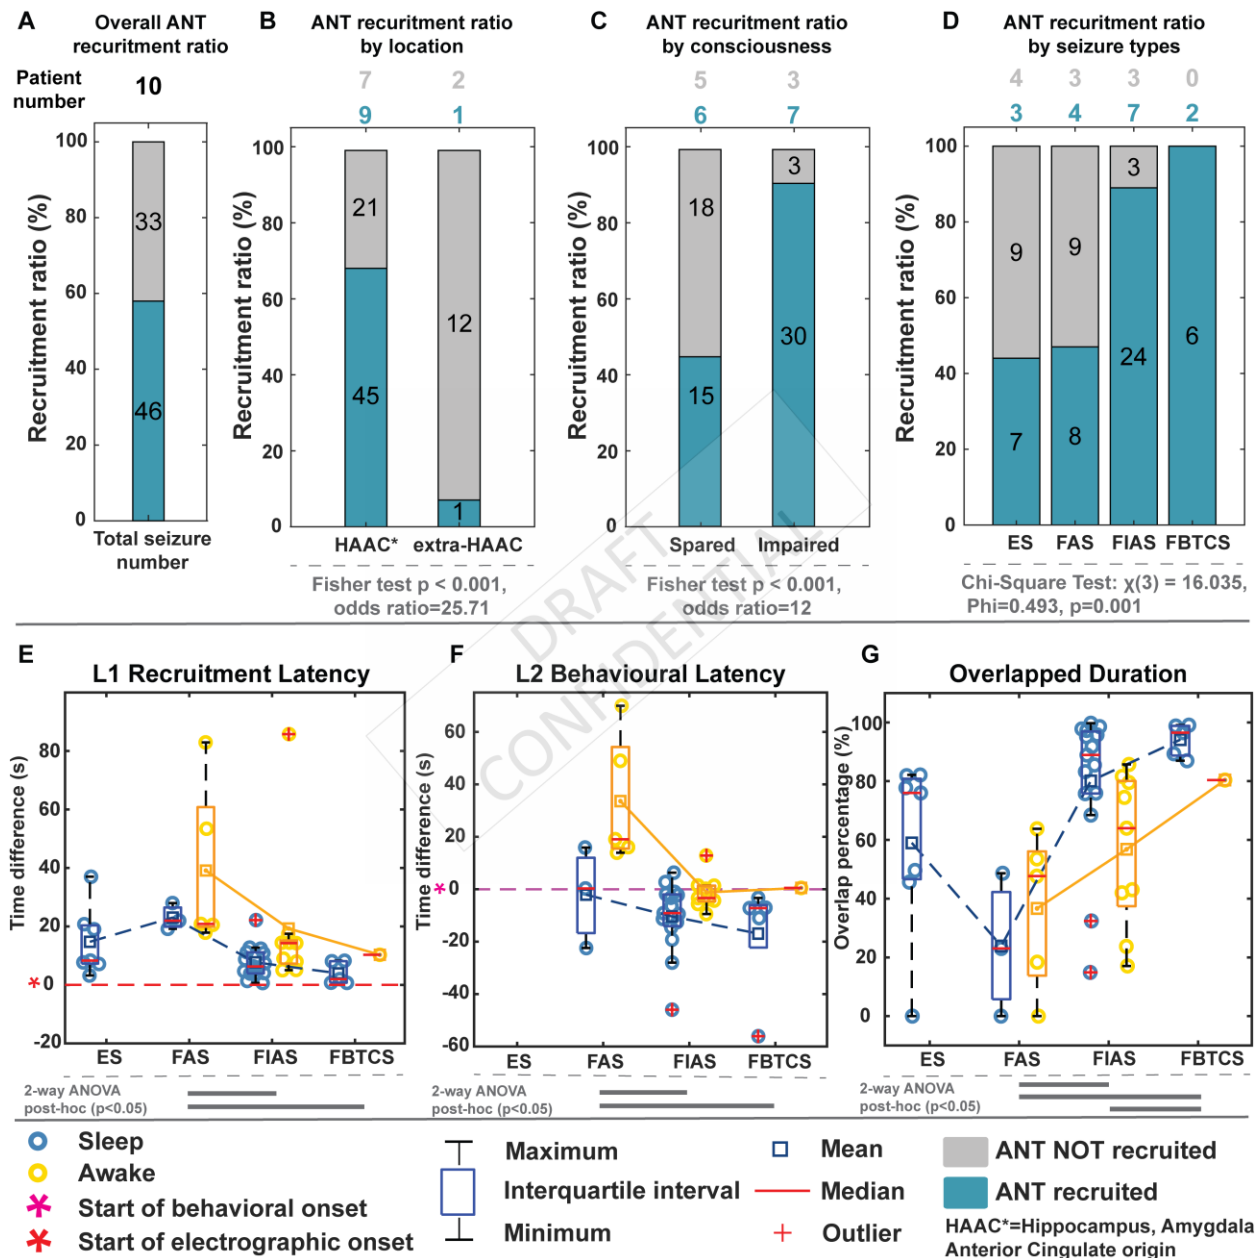 A
Overall ANT
recuritment ratio
Patient
number
10
100
80
60
40
20
0
Recruitment ratio (%)
33
46
Total seizure
number
B
ANT recuritment ratio
by location
7 2
9 1
100
80
60
40
20
0
Recruitment ratio (%)
21
45
12
1
HAAC* extra-HAAC
Fisher test p < 0.001,
odds ratio=25.71
C
ANT recuritment ratio
by consciousness
5 3
6 7
100
80
60
40
20
0
Recruitment ratio (%)
18
15
3
30
Spared Impaired
Fisher test p < 0.001,
odds ratio=12
D
ANT recuritment ratio
by seizure types
4 3 3 0
3 4 7 2
100
80
60
40
20
0
Recruitment ratio (%)
9 9 3
7 8 24 6
ES FAS FIAS FBTCS
Chi-Square Test: χ(3) = 16.035,
Phi=0.493, p=0.001
DRAFT
CONFIDENTIAL
E
L1 Recruitment Latency
Time difference (s)
80
60
40
20
* 0
-20
ES FAS FIAS FBTCS
2-way ANOVA
post-hoc (p<0.05)
F
L2 Behavioural Latency
Time difference (s)
60
40
20
* 0
-20
-40
-60
ES FAS FIAS FBTCS
2-way ANOVA
post-hoc (p<0.05)
G
Overlapped Duration
Overlap percentage (%)
100
80
60
40
20
0
ES FAS FIAS FBTCS
2-way ANOVA
post-hoc (p<0.05)
Sleep
Awake
* Start of behavioral onset
* Start of electrographic onset
Maximum
Interquartile interval
Minimum
Mean
Median
Outlier
ANT NOT recruited
ANT recruited
HAAC*=Hippocampus, Amygdala
Anterior Cingulate origin